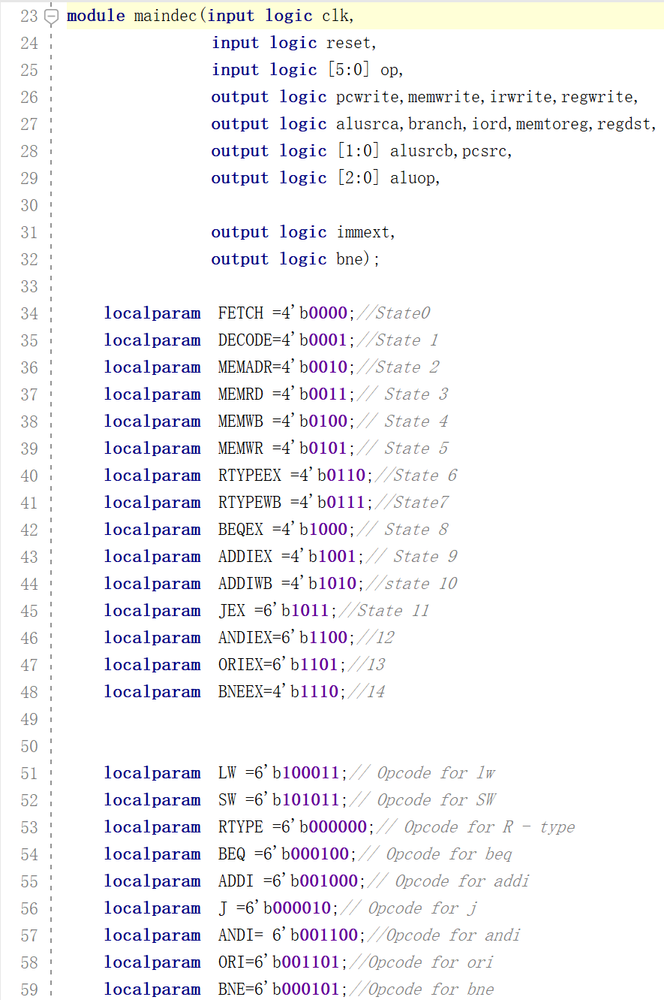 23 module maindec(input logic clk,
24 input logic reset,
25 input logic [5:0] op,
26 output logic pcwrite,memwrite,irwrite,regwrite,
27 output logic alusrca,branch,iord,memtoreg,regdst,
28 output logic [1:0] alusrcb,pcsrc,
29 output logic [2:0] aluop,
30
31 output logic immext,
32 output logic bne);
33
34 localparam FETCH =4'b0000;//State0
35 localparam DECODE=4'b0001;//State 1
36 localparam MEMADR=4'b0010;//State 2
37 localparam MEMRD =4'b0011;// State 3
38 localparam MEMWB =4'b0100;// State 4
39 localparam MEMWR =4'b0101;// State 5
40 localparam RTYPEEX =4'b0110;//State 6
41 localparam RTYPEWB =4'b0111;//State7
42 localparam BEQEX =4'b1000;// State 8
43 localparam ADDIEX =4'b1001;// State 9
44 localparam ADDIWB =4'b1010;//state 10
45 localparam JEX =6'b1011;//State 11
46 localparam ANDIEX=6'b1100;//12
47 localparam ORIEX=6'b1101;//13
48 localparam BNEEX=4'b1110;//14
49
50
51 localparam LW =6'b100011;// Opcode for lw
52 localparam SW =6'b101011;// Opcode for SW
53 localparam RTYPE =6'b000000;// Opcode for R - type
54 localparam BEQ =6'b000100;// Opcode for beq
55 localparam ADDI =6'b001000;// Opcode for addi
56 localparam J =6'b000010;// Opcode for j
57 localparam ANDI= 6'b001100;//Opcode for andi
58 localparam ORI=6'b001101;//Opcode for ori
59 localparam BNE=6'b000101;//Opcode for bne